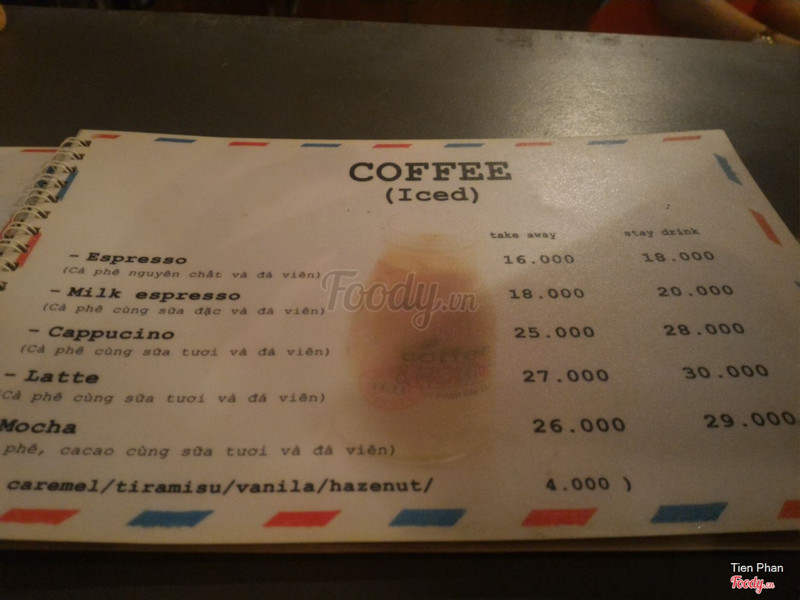 COFFEE
(Iced)
take away stay drink
- Espresso 16.000 18.000
(Cà phê nguyên chất và đá viên)
- Milk espresso 18.000 20.000
(Cà phê cùng sữa đặc và đá viên)
- Cappucino 25.000 28.000
(Cà phê cùng sữa tươi và đá viên)
- Latte 27.000 30.000
(Cà phê cùng sữa tươi và đá viên)
Mocha 26.000 29.000
phê, cacao cùng sữa tươi và đá viên)
caremel/tiramisu/vanila/hazenut/ 4.000 )
Foody.vn
coffee
Tien Phan
Foody.vn